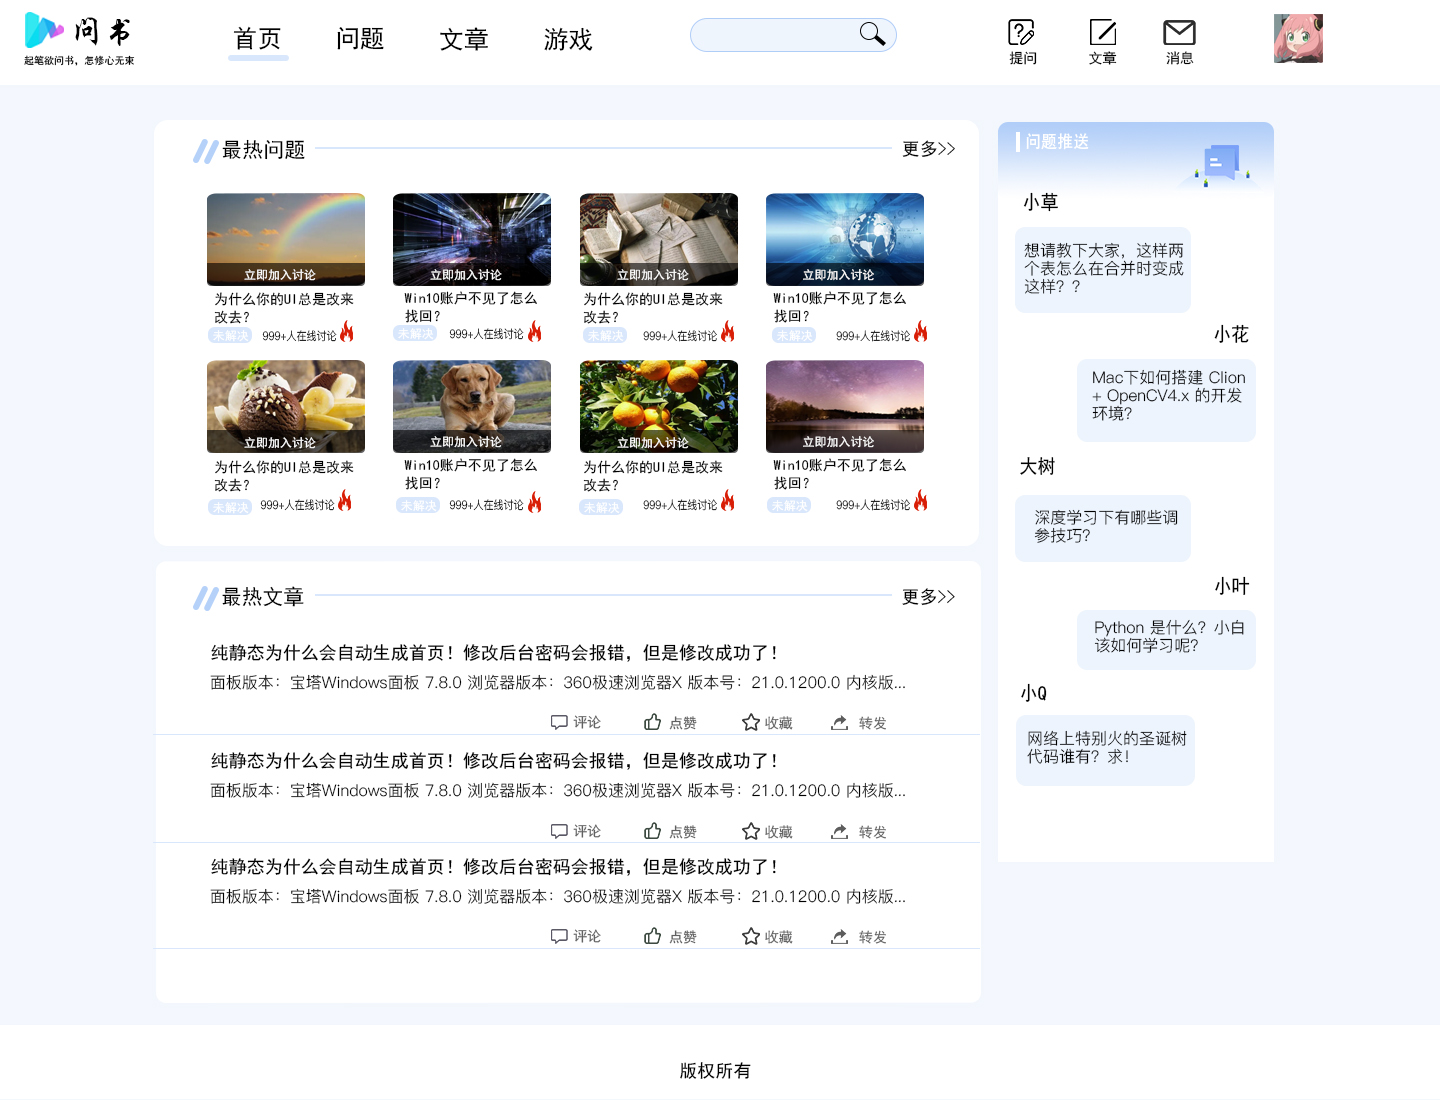 问书
起笔欲问书，怎修心无束
首页
问题
文章
游戏
提问
文章
消息
最热问题
更多>>
立即加入讨论
立即加入讨论
立即加入讨论
立即加入讨论
为什么你的UI总是改来
改去？
未解决
999+人在线讨论
Win10账户不见了怎么
找回？
未解决
999+人在线讨论
为什么你的UI总是改来
改去？
未解决
999+人在线讨论
Win10账户不见了怎么
找回？
未解决
999+人在线讨论
立即加入讨论
立即加入讨论
立即加入讨论
立即加入讨论
为什么你的UI总是改来
改去？
未解决
999+人在线讨论
Win10账户不见了怎么
找回？
未解决
999+人在线讨论
为什么你的UI总是改来
改去？
未解决
999+人在线讨论
Win10账户不见了怎么
找回？
未解决
999+人在线讨论
最热文章
更多>>
纯静态为什么会自动生成首页！修改后台密码会报错，但是修改成功了！
面板版本：宝塔Windows面板 7.8.0 浏览器版本：360极速浏览器X 版本号：21.0.1200.0 内核版...
评论
点赞
收藏
转发
纯静态为什么会自动生成首页！修改后台密码会报错，但是修改成功了！
面板版本：宝塔Windows面板 7.8.0 浏览器版本：360极速浏览器X 版本号：21.0.1200.0 内核版...
评论
点赞
收藏
转发
纯静态为什么会自动生成首页！修改后台密码会报错，但是修改成功了！
面板版本：宝塔Windows面板 7.8.0 浏览器版本：360极速浏览器X 版本号：21.0.1200.0 内核版...
评论
点赞
收藏
转发
问题推送
小草
想请教下大家，这样两
个表怎么在合并时变成
这样？？
小花
Mac下如何搭建 Clion
+ OpenCV4.x 的开发
环境？
大树
深度学习下有哪些调
参技巧？
小叶
Python 是什么？小白
该如何学习呢？
小Q
网络上特别火的圣诞树
代码谁有？求！
版权所有